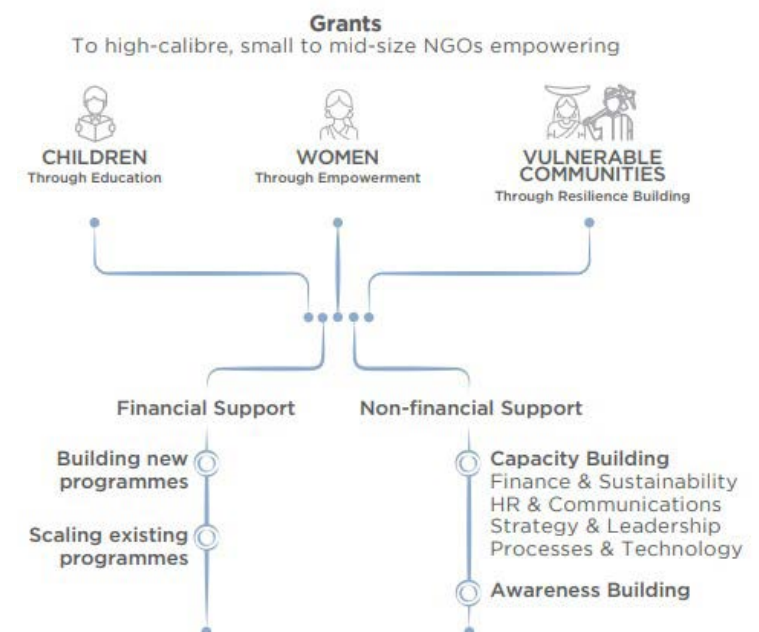 Grants
To high-calibre, small to mid-size NGOs empowering
CHILDREN
Through Education
WOMEN
Through Empowerment
VULNERABLE
COMMUNITIES
Through Resilience Building
Financial Support
Building new
programmes
Scaling existing
programmes
Non-financial Support
Capacity Building
Finance & Sustainability
HR & Communications
Strategy & Leadership
Processes & Technology
Awareness Building